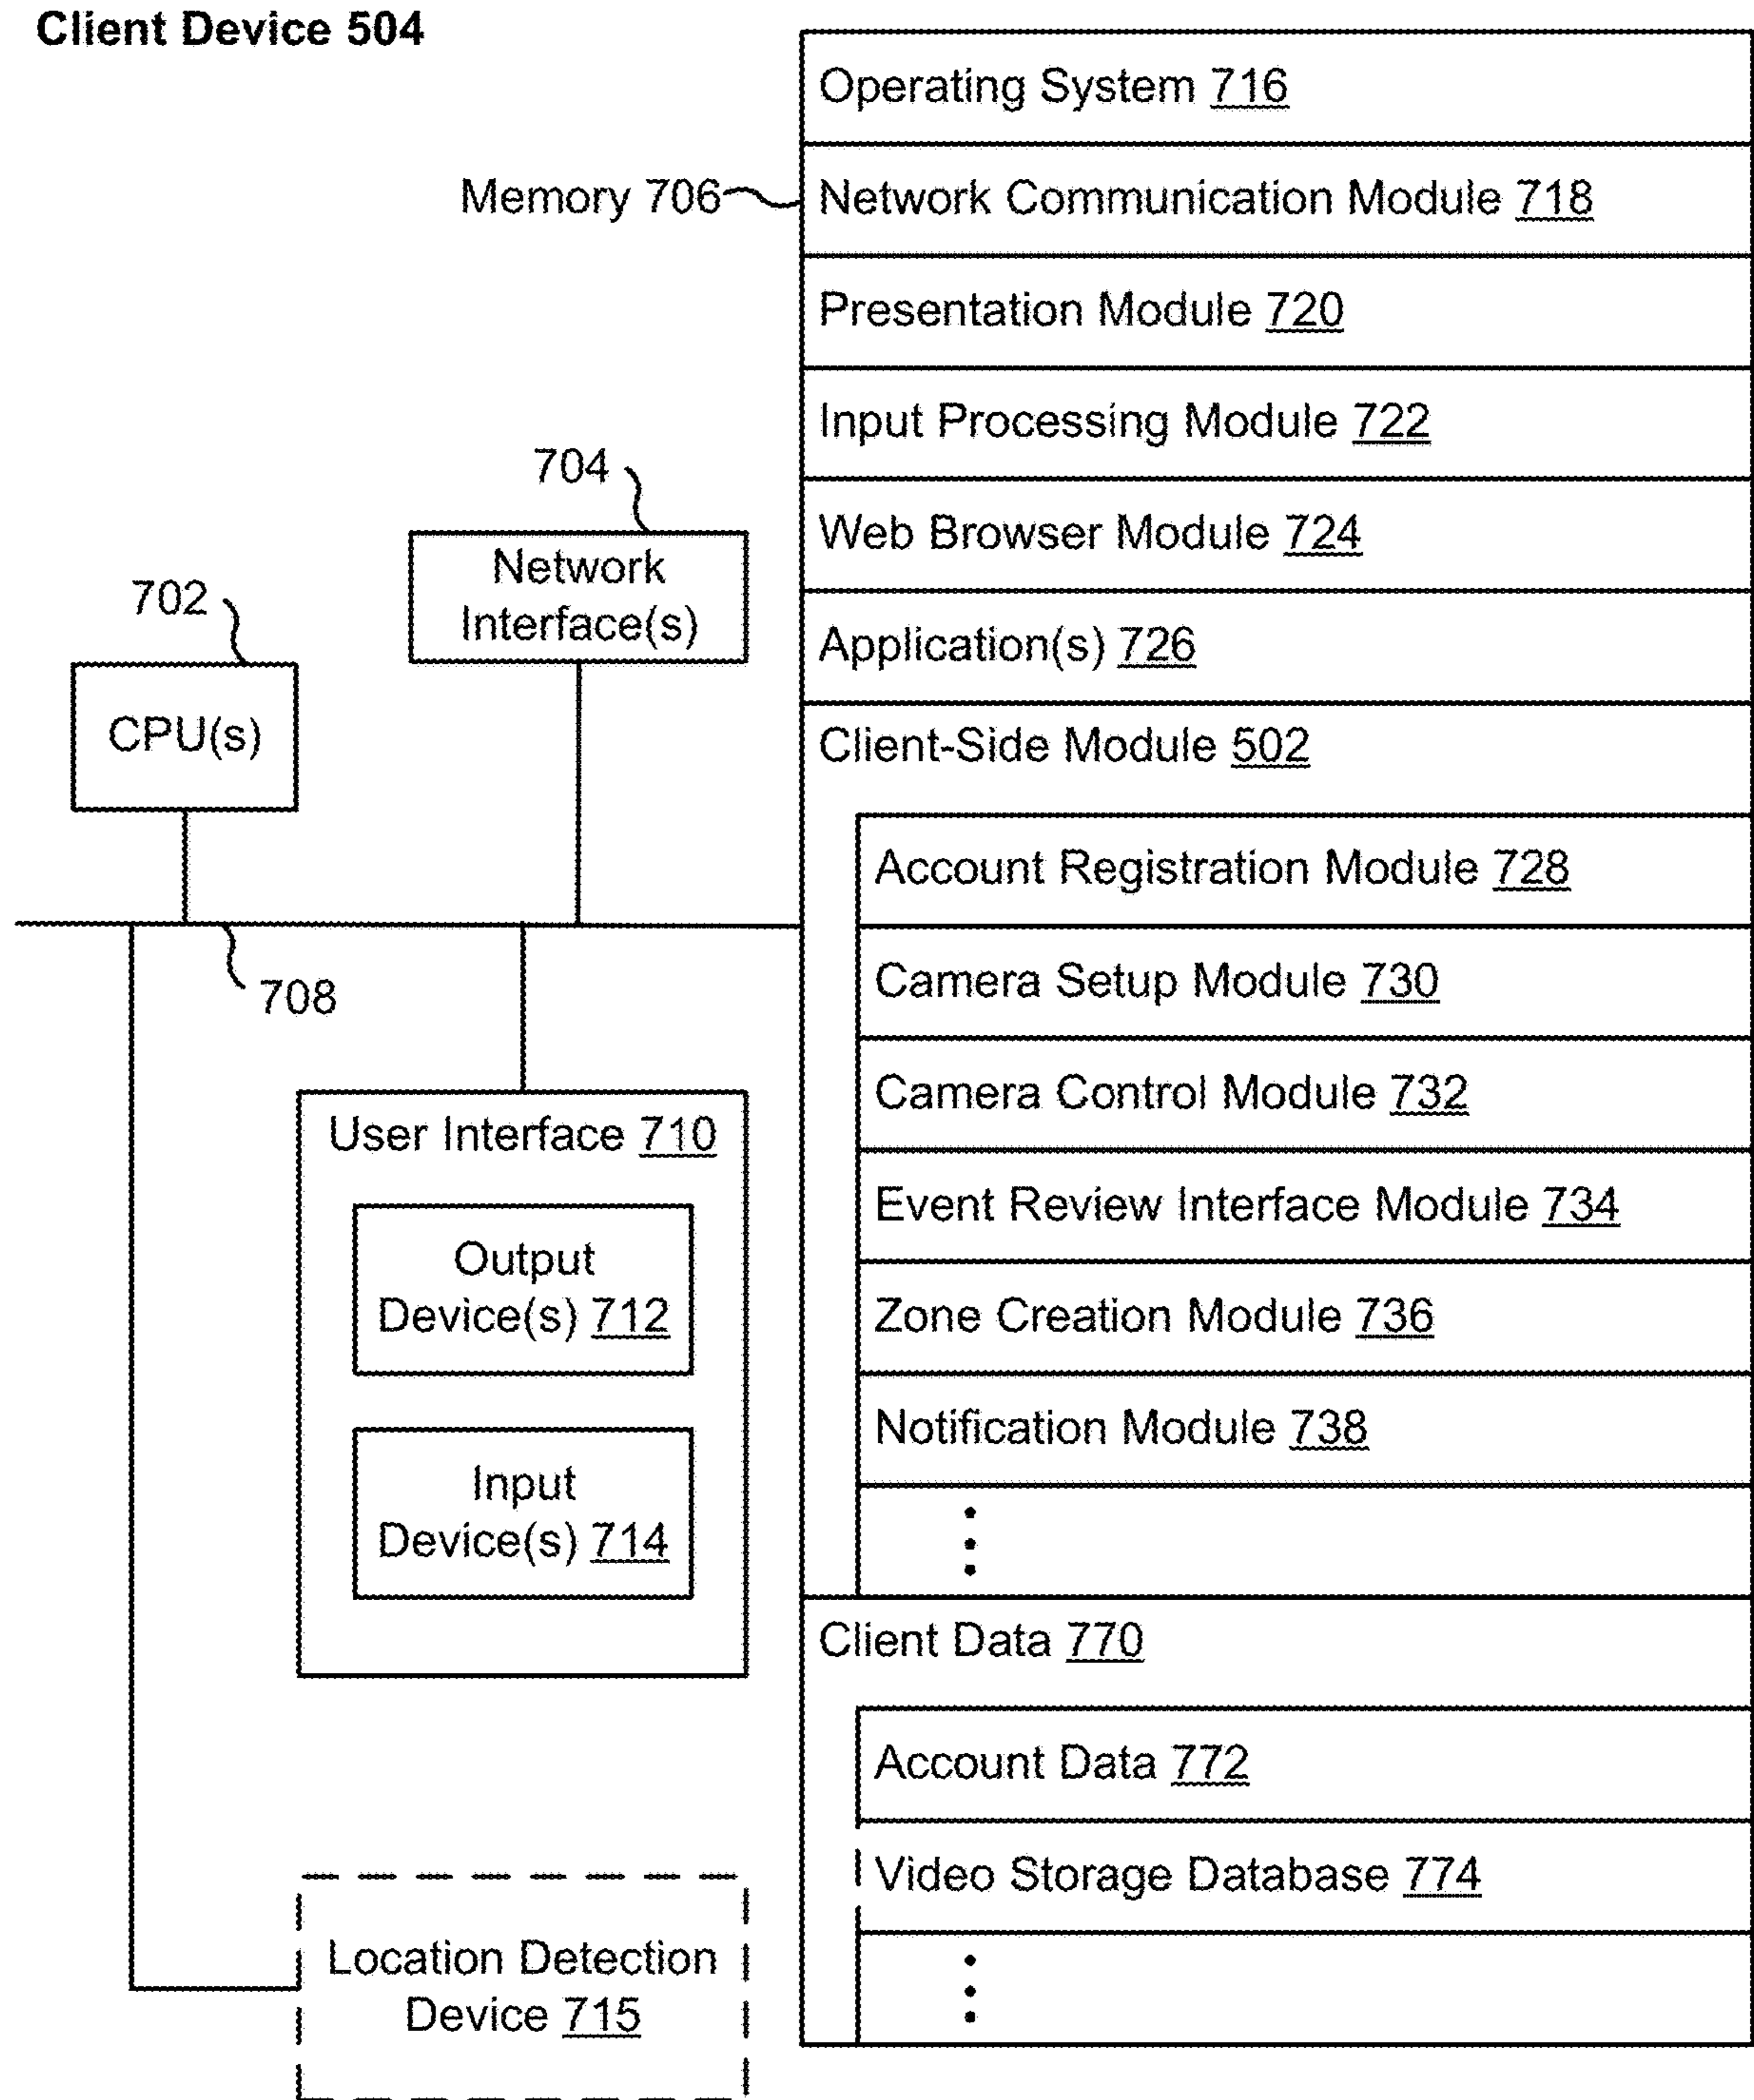 Client Device 504
Operating System 716
Memory 706
Network Communication Module 718
Presentation Module 720
Input Processing Module 722
704
Network
Interface(s)
Web Browser Module 724
702
CPU(s)
Application(s) 726
Client-Side Module 502
Account Registration Module 728
708
Camera Setup Module 730
Camera Control Module 732
User Interface 710
Output
Device(s) 712
Input
Device(s) 714
Event Review Interface Module 734
Zone Creation Module 736
Notification Module 738
Client Data 770
Account Data 772
Video Storage Database 774
Location Detection
Device 715